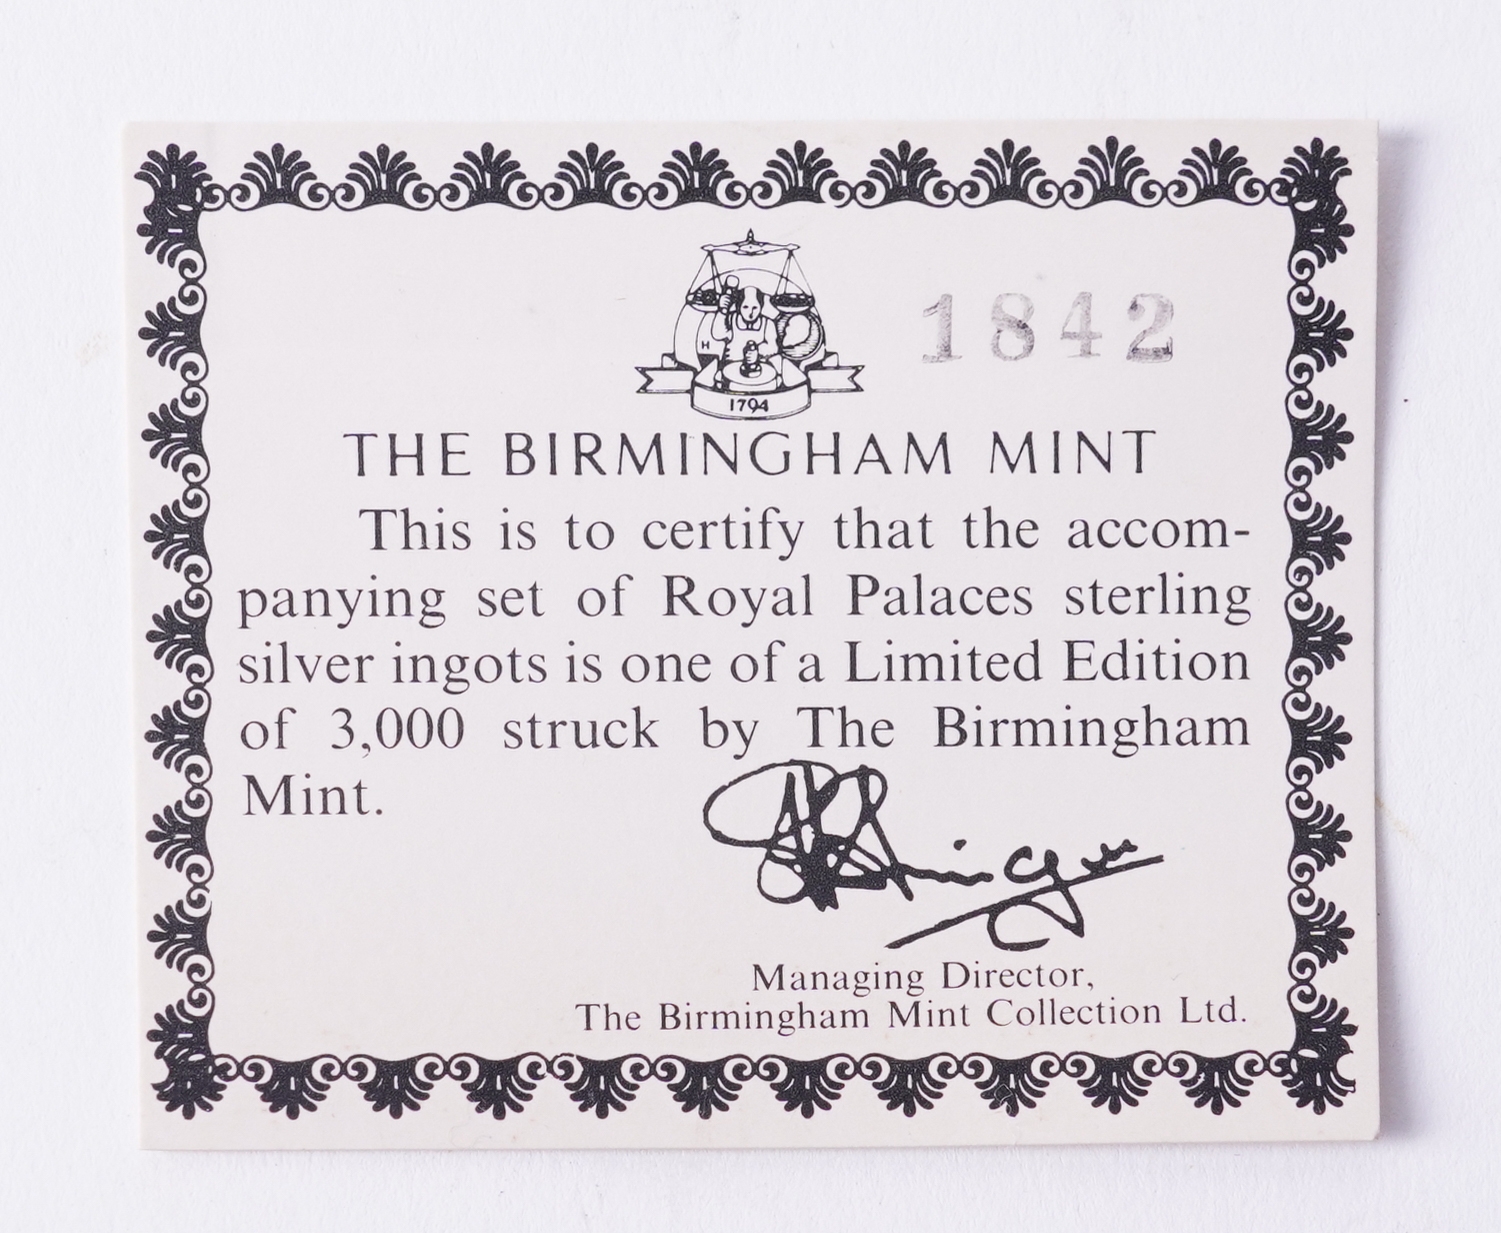 1842
H
1794
THE BIRMINGHAM MINT
This is to certify that the accom-
panying set of Royal Palaces sterling
silver ingots is one of a Limited Edition
of 3,000 struck by The Birmingham
Mint.
Managing Director,
The Birmingham Mint Collection Ltd.